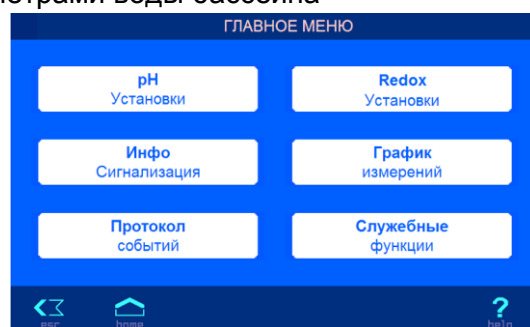 ГЛАВНОЕ МЕНЮ
pH
Установки
Redox
Установки
Инфо
Сигнализация
График
измерений
Протокол
событий
Служебные
функции
esc home ? help